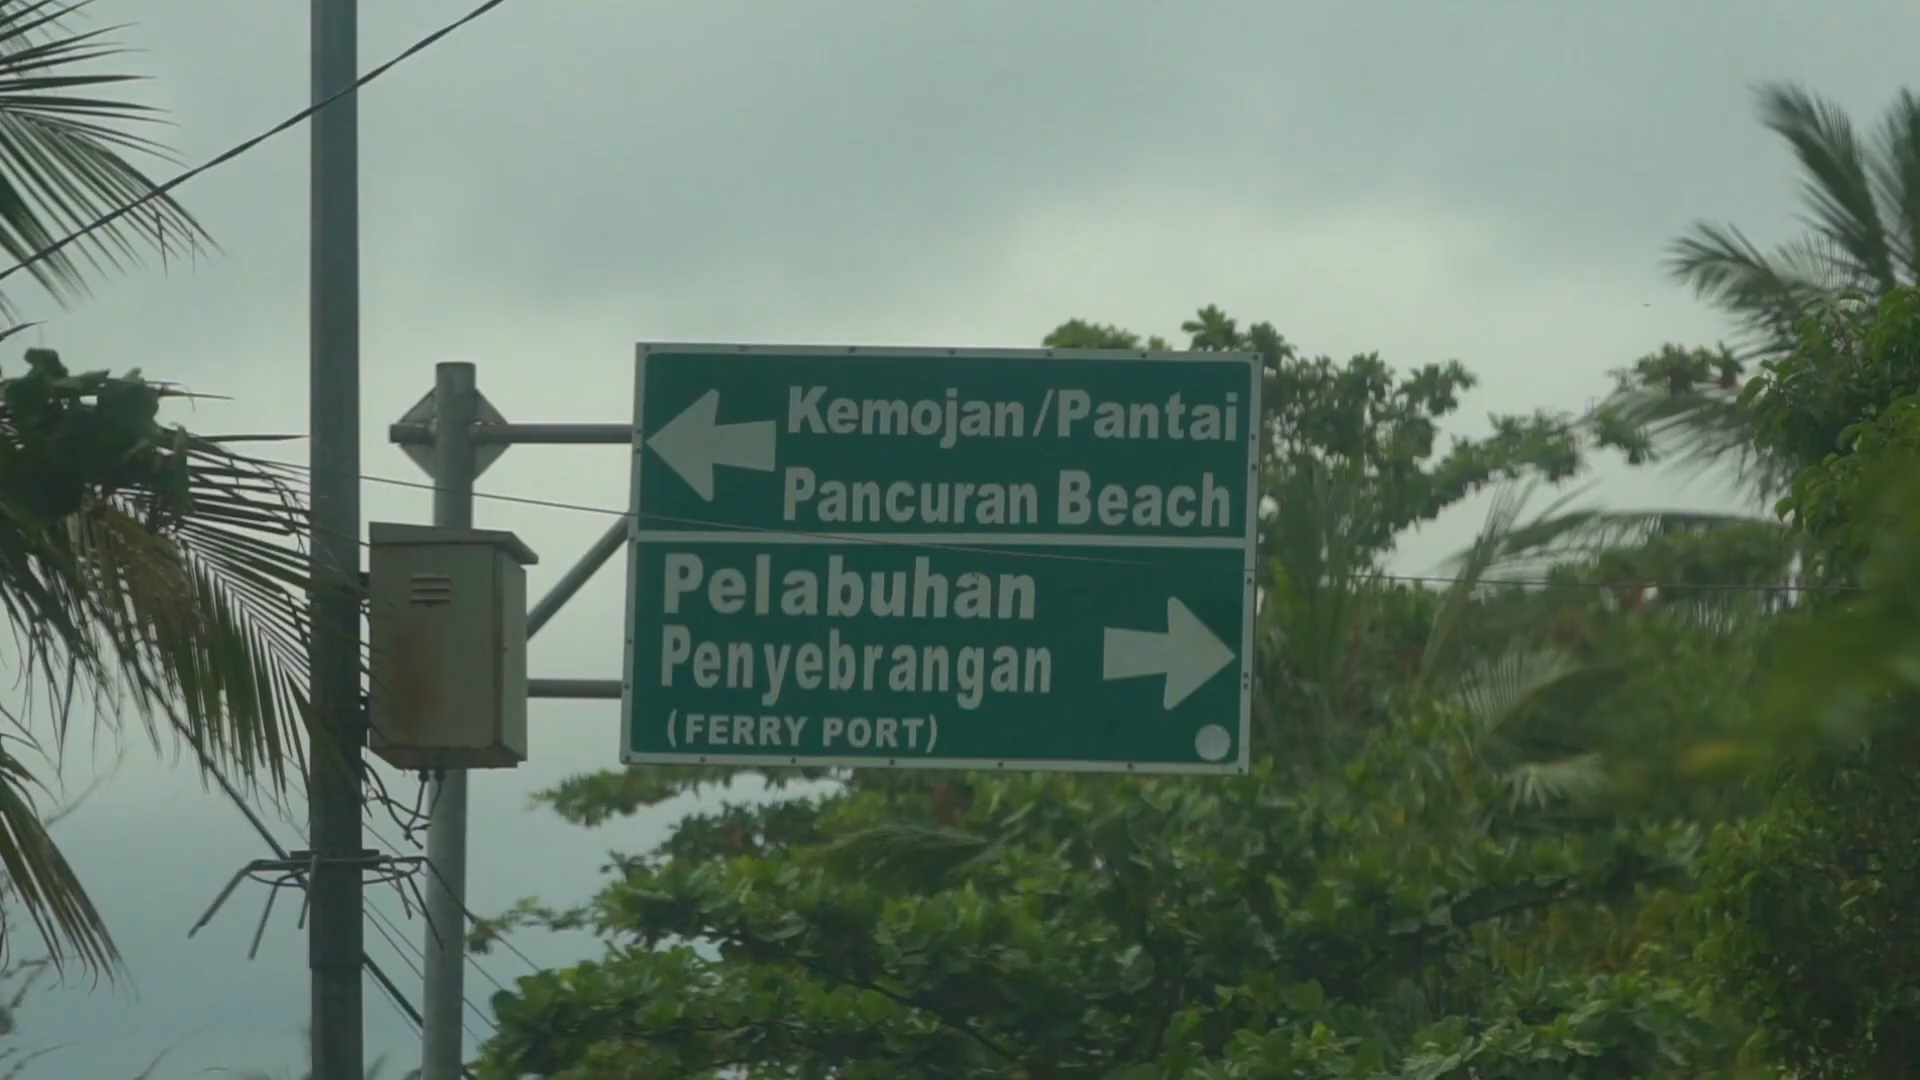 Kemojan/Pantai
Pancuran Beach
Pelabuhan
Penyebrangan
(FERRY PORT)